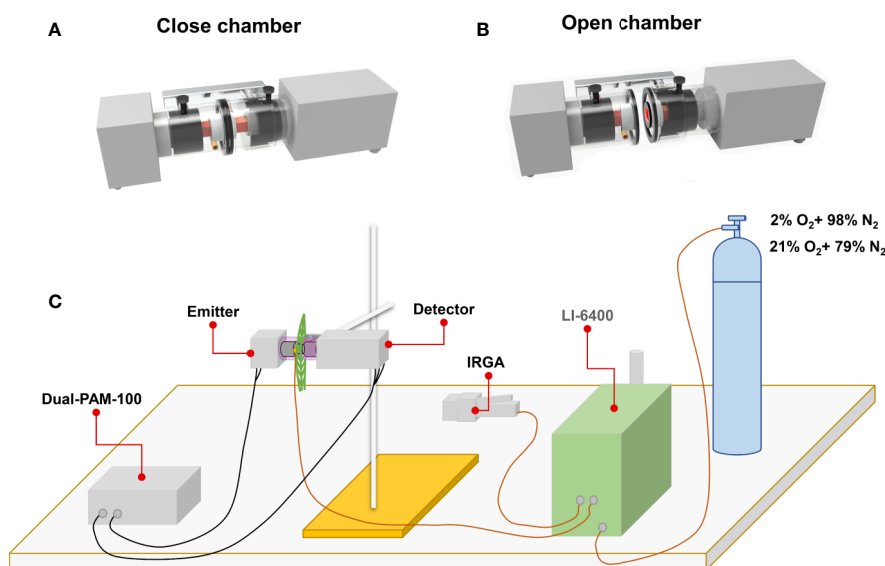 A
Close chamber
B
Open chamber
2% O₂+ 98% N₂
21% O₂+ 79% N₂
C
Emitter
Detector
LI-6400
IRGA
Dual-PAM-100